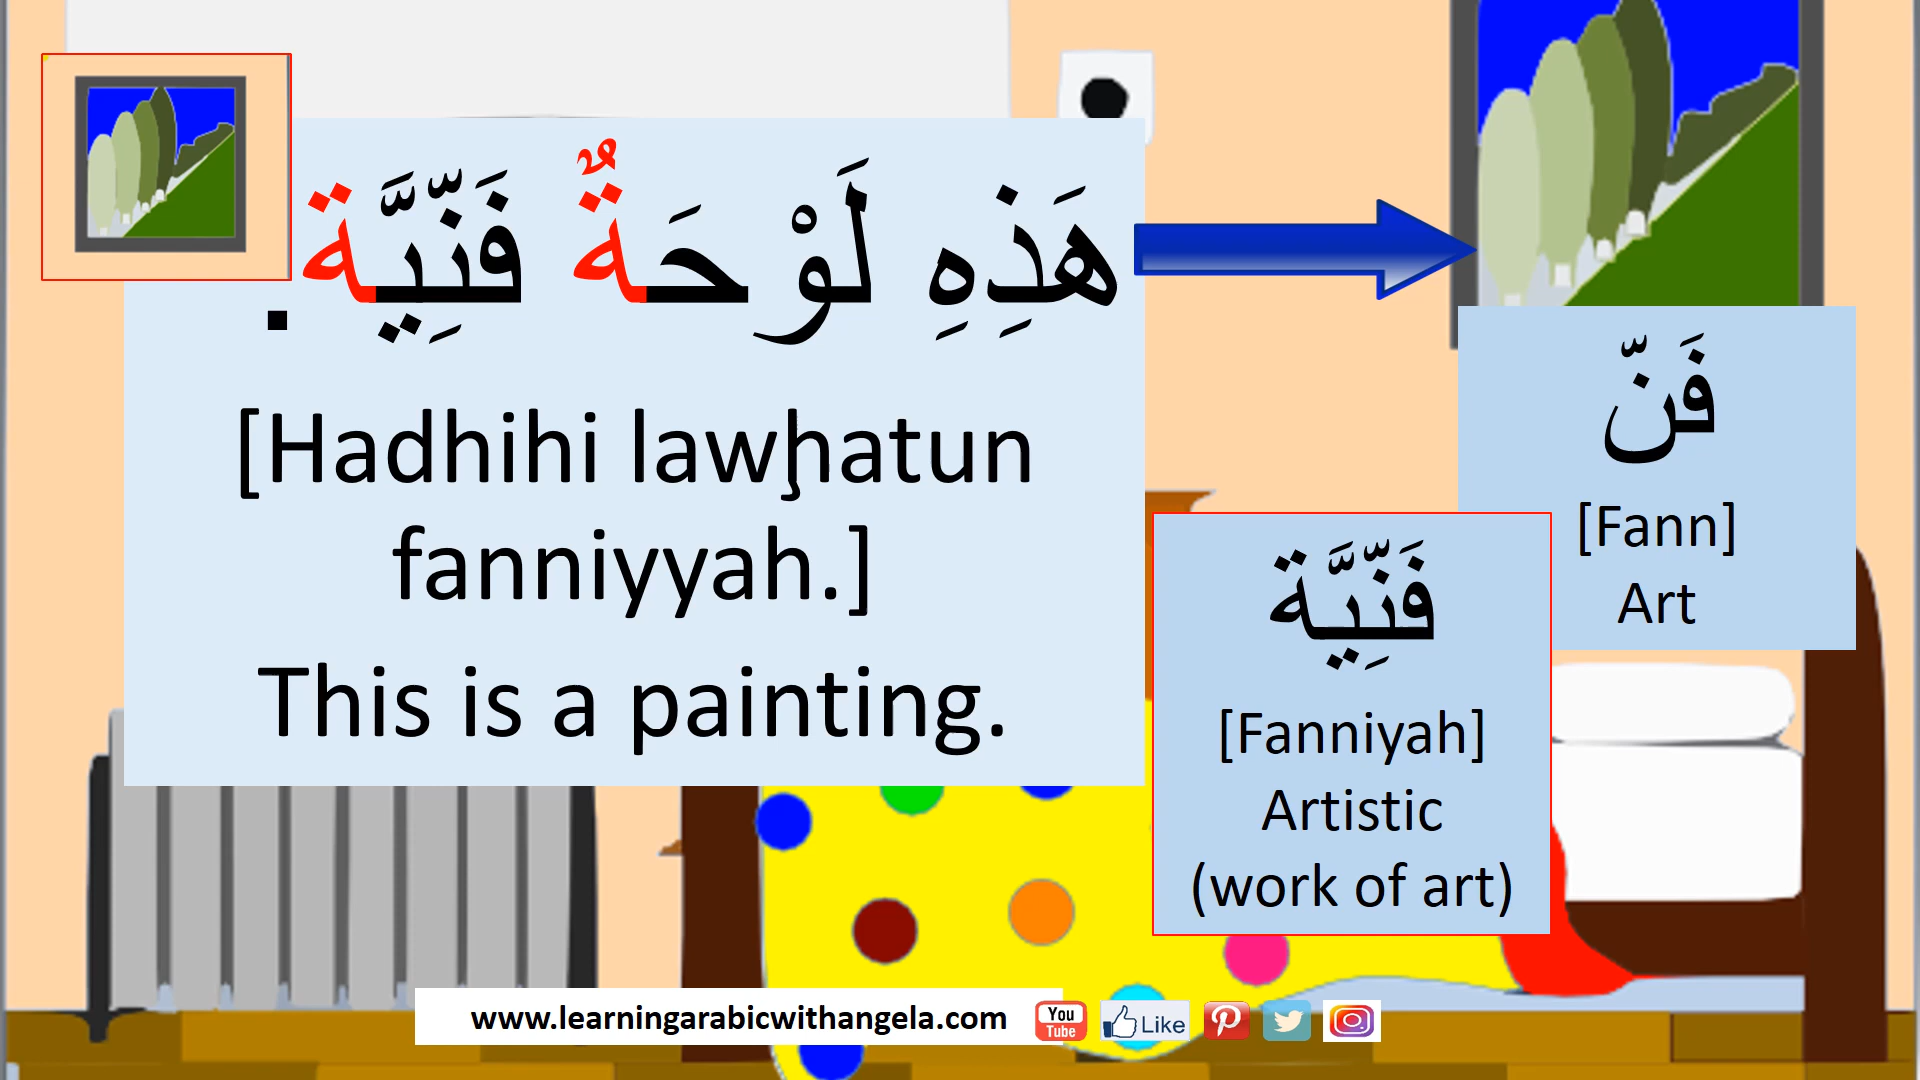 هَذِهِ لَوْحَةٌ فَنِّيَّة.
[Hadhihi lawḩatun
fanniyyah.]
This is a painting.
فَنّ
[Fann]
Art
فَنِّيَّة
[Fanniyah]
Artistic
(work of art)
www.learningarabicwithangela.com
You
Tube
Like